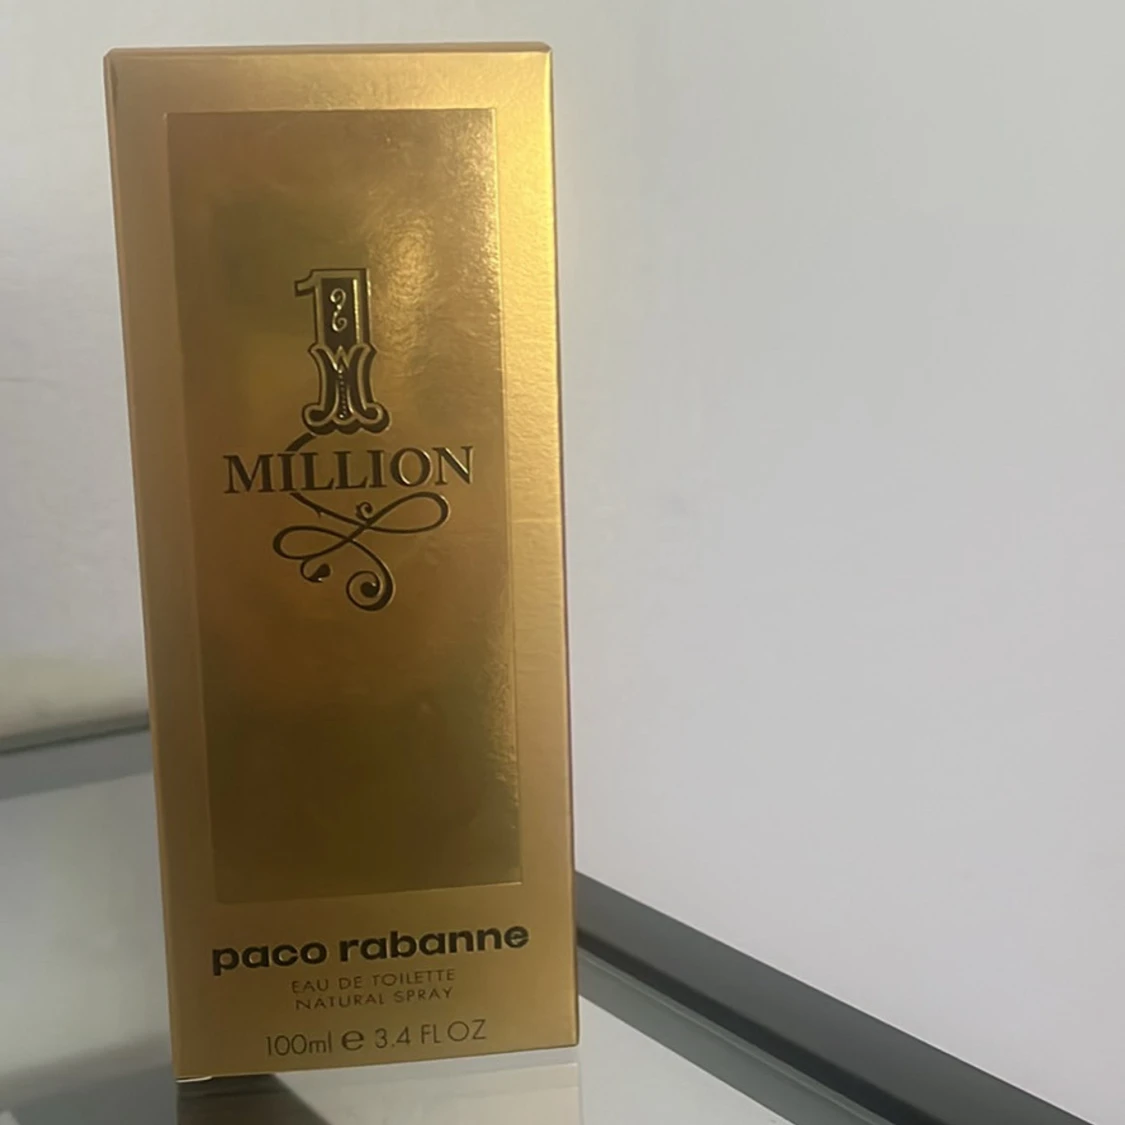 1
MILLION
paco rabanne
EAU DE TOILETTE
NATURAL SPRAY
100ml e 3.4 FL OZ